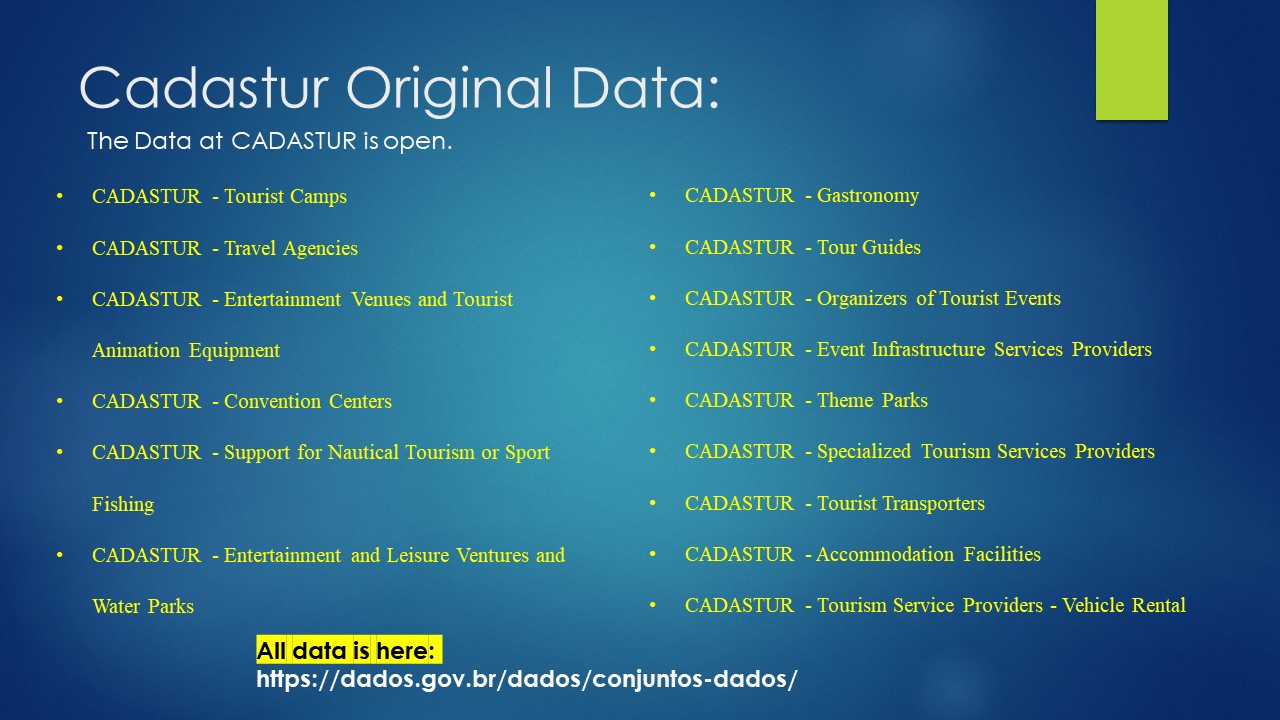 Cadastur Original Data:
The Data at CADASTUR is open.
• CADASTUR - Tourist Camps
• CADASTUR - Travel Agencies
• CADASTUR - Entertainment Venues and Tourist
Animation Equipment
• CADASTUR - Convention Centers
• CADASTUR - Support for Nautical Tourism or Sport
Fishing
• CADASTUR - Entertainment and Leisure Ventures and
Water Parks
• CADASTUR - Gastronomy
• CADASTUR - Tour Guides
• CADASTUR - Organizers of Tourist Events
• CADASTUR - Event Infrastructure Services Providers
• CADASTUR - Theme Parks
• CADASTUR - Specialized Tourism Services Providers
• CADASTUR - Tourist Transporters
• CADASTUR - Accommodation Facilities
• CADASTUR - Tourism Service Providers - Vehicle Rental
All data is here:
https://dados.gov.br/dados/conjuntos-dados/